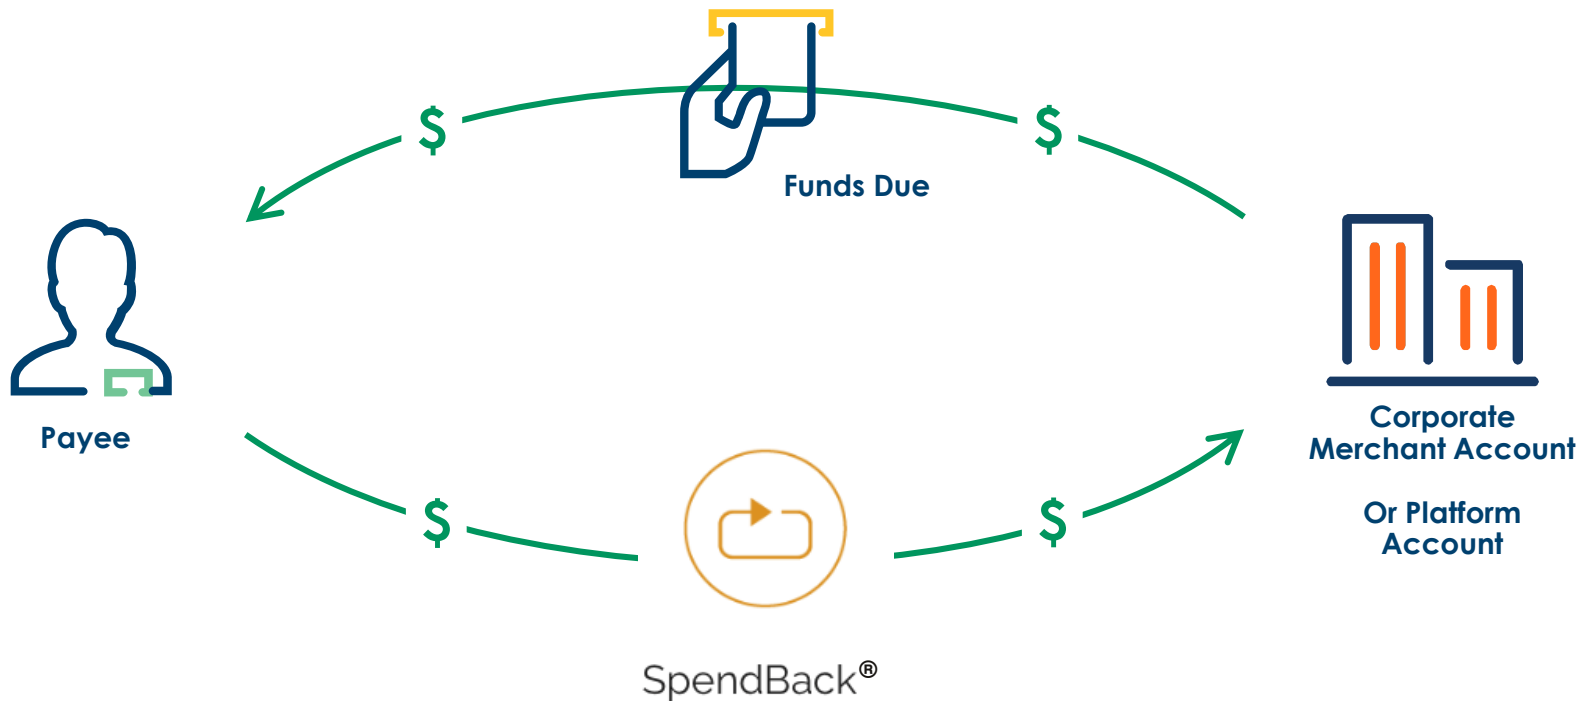 $
$
Funds Due
Payee
Corporate
Merchant Account
Or Platform
Account
$
$
SpendBack®